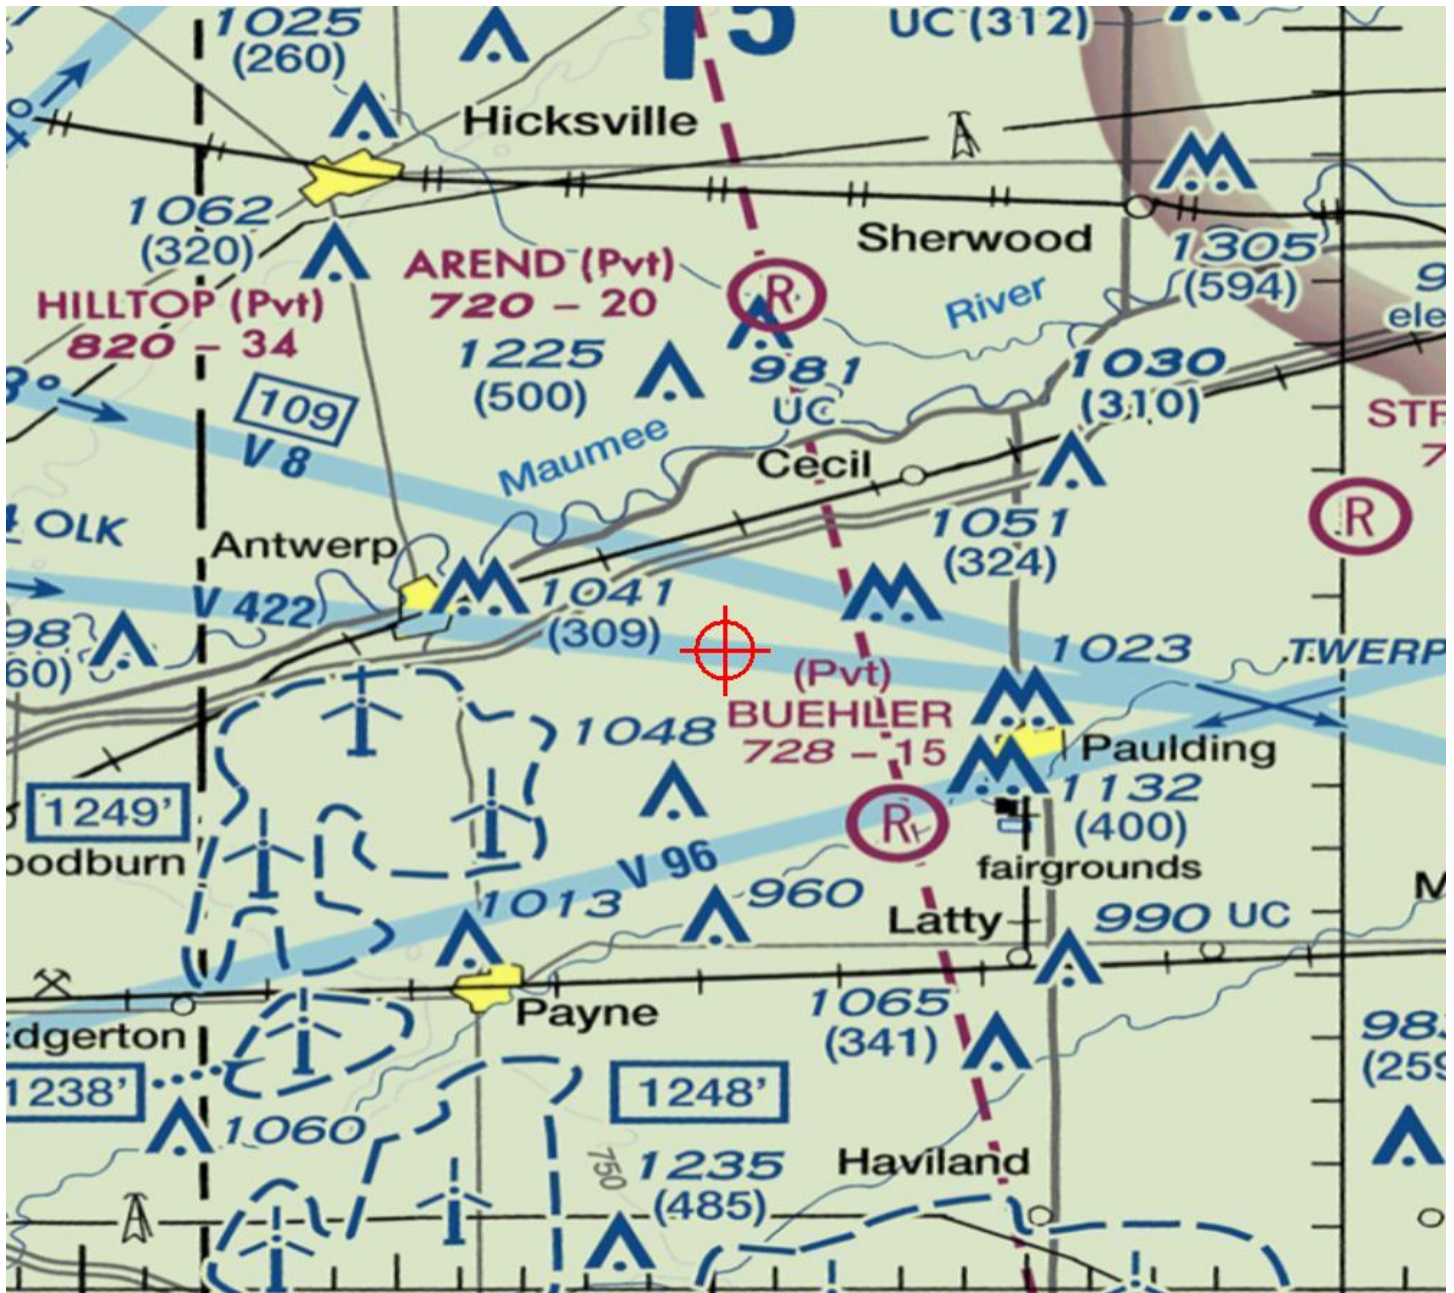 1025
(260)
5
UC (312)
Hicksville
1062
(320)
Sherwood
1305
(594)
AREND (Pvt)
720 - 20
R
River
HILLTOP (Pvt)
820 - 34
1225
(500)
981
UC
1030
(310)
109
V 8
Maumee
Cecil
R
OLK
Antwerp
1051
(324)
V 422
1041
(309)
1023
TWERP
(Pvt)
BUEHLER
728 - 15
1048
Paulding
1249'
1132
(400)
R
V 96
fairgrounds
1013
960
Latty
990 UC
Payne
1065
(341)
1238'
1248'
1060
750
1235
(485)
Haviland